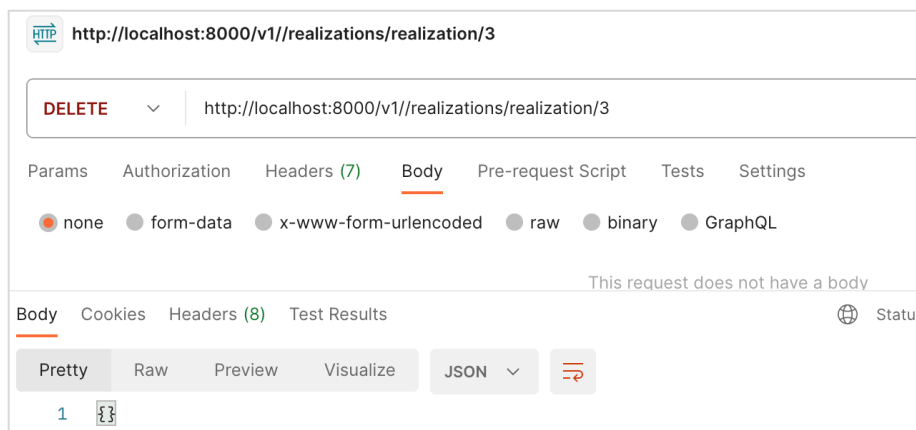 HTTP http://localhost:8000/v1//realizations/realization/3
DELETE http://localhost:8000/v1//realizations/realization/3
Params Authorization Headers (7) Body Pre-request Script Tests Settings
none form-data x-www-form-urlencoded raw binary GraphQL
This request does not have a body
Body Cookies Headers (8) Test Results Statu
Pretty Raw Preview Visualize JSON
1 {}